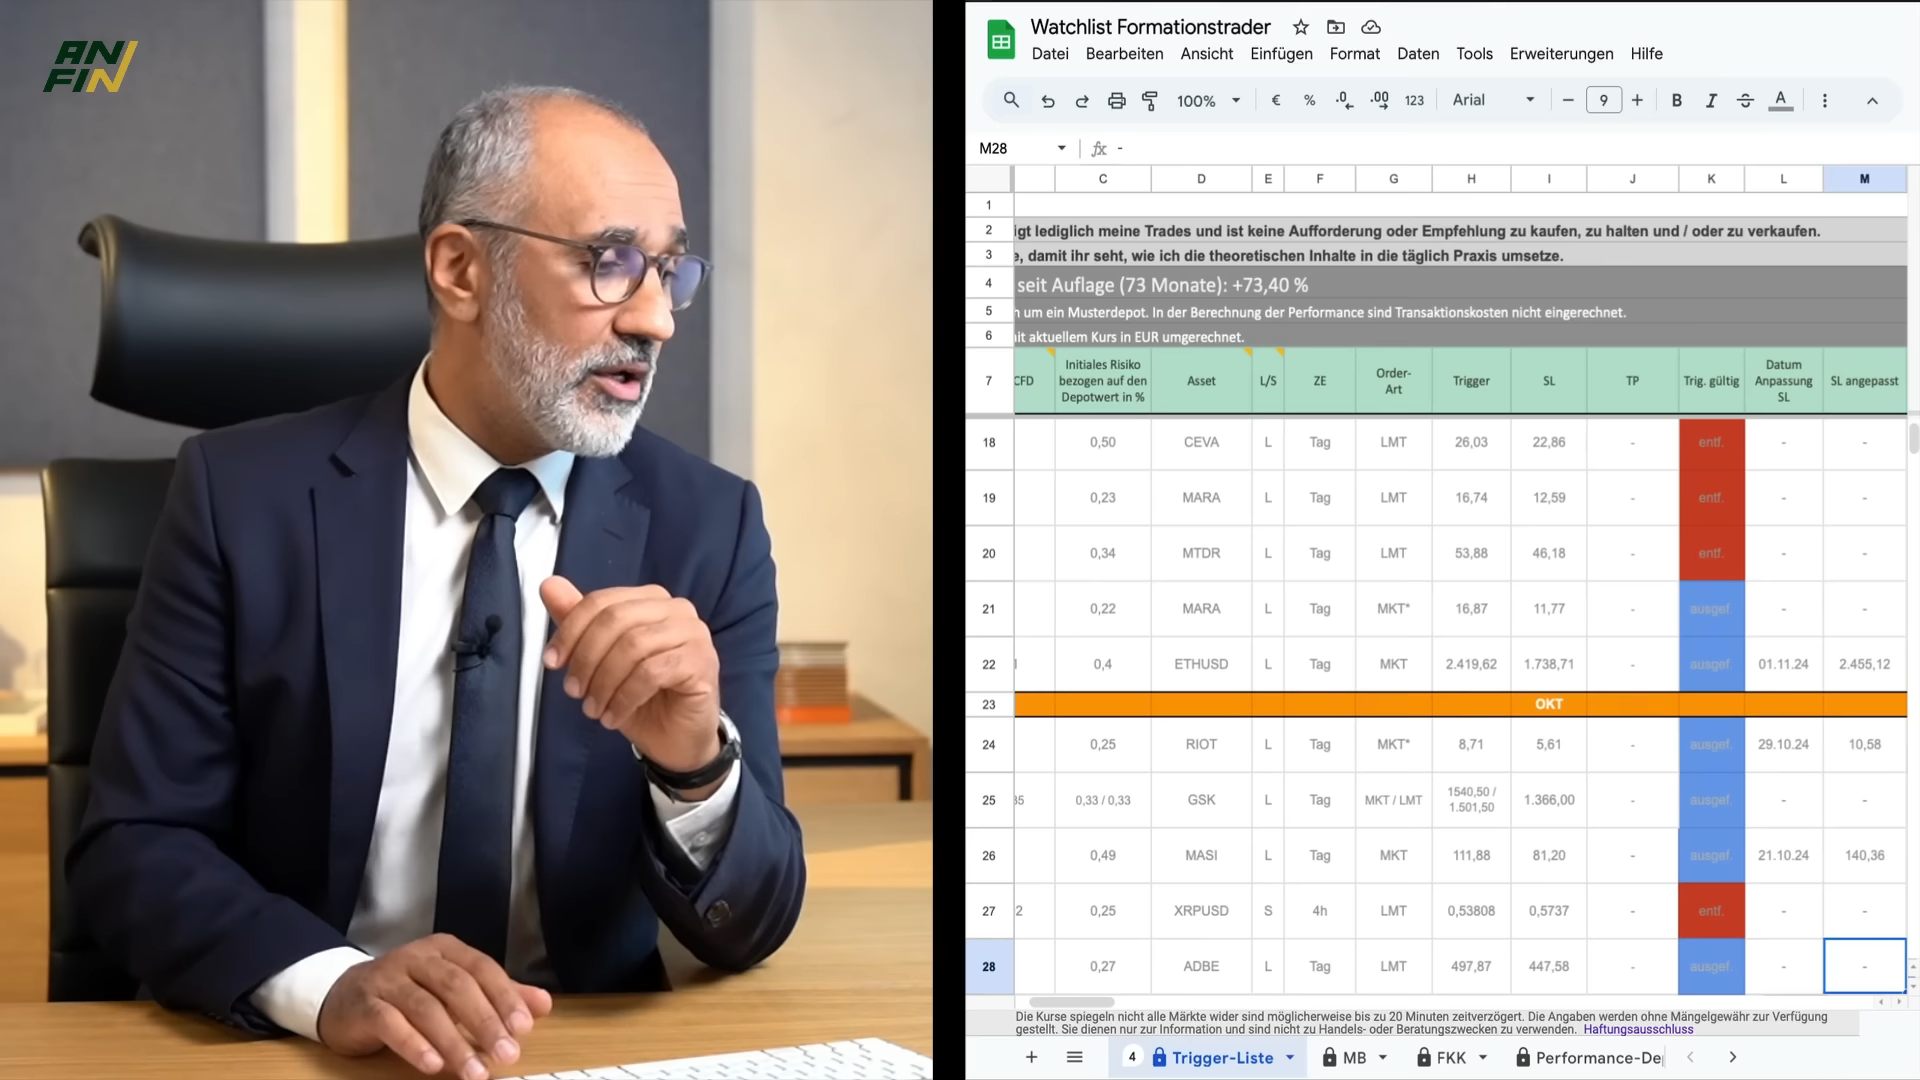 AN
FIN
Watchlist Formationstrader
Datei Bearbeiten Ansicht Einfügen Format Daten Tools Erweiterungen Hilfe
100% € % .0 .00 123 Arial 9 B I S A
M28 fx -
C D E F G H I J K L M
1
2 igt lediglich meine Trades und ist keine Aufforderung oder Empfehlung zu kaufen, zu halten und / oder zu verkaufen.
3 e, damit ihr seht, wie ich die theoretischen Inhalte in die täglich Praxis umsetze.
4 seit Auflage (73 Monate): +73,40 %
5 n um ein Musterdepot. In der Berechnung der Performance sind Transaktionskosten nicht eingerechnet.
6 it aktuellem Kurs in EUR umgerechnet.
7 CFD Initiales Risiko bezogen auf den Depotwert in % Asset L/S ZE Order-Art Trigger SL TP Trig. gültig Datum Anpassung SL SL angepasst
18 0,50 CEVA L Tag LMT 26,03 22,86 - entf. - -
19 0,23 MARA L Tag LMT 16,74 12,59 - entf. - -
20 0,34 MTDR L Tag LMT 53,88 46,18 - entf. - -
21 0,22 MARA L Tag MKT* 16,87 11,77 - ausgef. - -
22 0,4 ETHUSD L Tag MKT 2.419,62 1.738,71 - ausgef. 01.11.24 2.455,12
23 OKT
24 0,25 RIOT L Tag MKT* 8,71 5,61 - ausgef. 29.10.24 10,58
25 35 0,33 / 0,33 GSK L Tag MKT / LMT 1540,50 / 1.501,50 1.366,00 - ausgef. - -
26 0,49 MASI L Tag MKT 111,88 81,20 - ausgef. 21.10.24 140,36
27 2 0,25 XRPUSD S 4h LMT 0,53808 0,5737 - entf. - -
28 0,27 ADBE L Tag LMT 497,87 447,58 - ausgef. - -
Die Kurse spiegeln nicht alle Märkte wider sind möglicherweise bis zu 20 Minuten zeitverzögert. Die Angaben werden ohne Mängelgewähr zur Verfügung
gestellt. Sie dienen nur zur Information und sind nicht zu Handels- oder Beratungszwecken zu verwenden. Haftungsausschluss
+ 4 Trigger-Liste MB FKK Performance-De